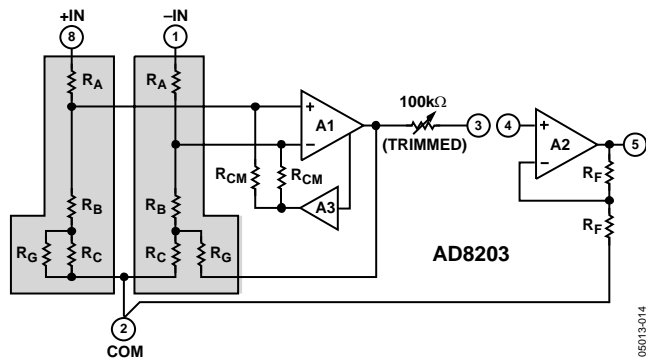 +IN
–IN
8
1
RA
RA
100kΩ
+
A1
–
3
4
+
A2
–
5
(TRIMMED)
RCM
RCM
A3
RF
RB
RB
RF
RG
RC
RC
RG
AD8203
2
COM
05013-014